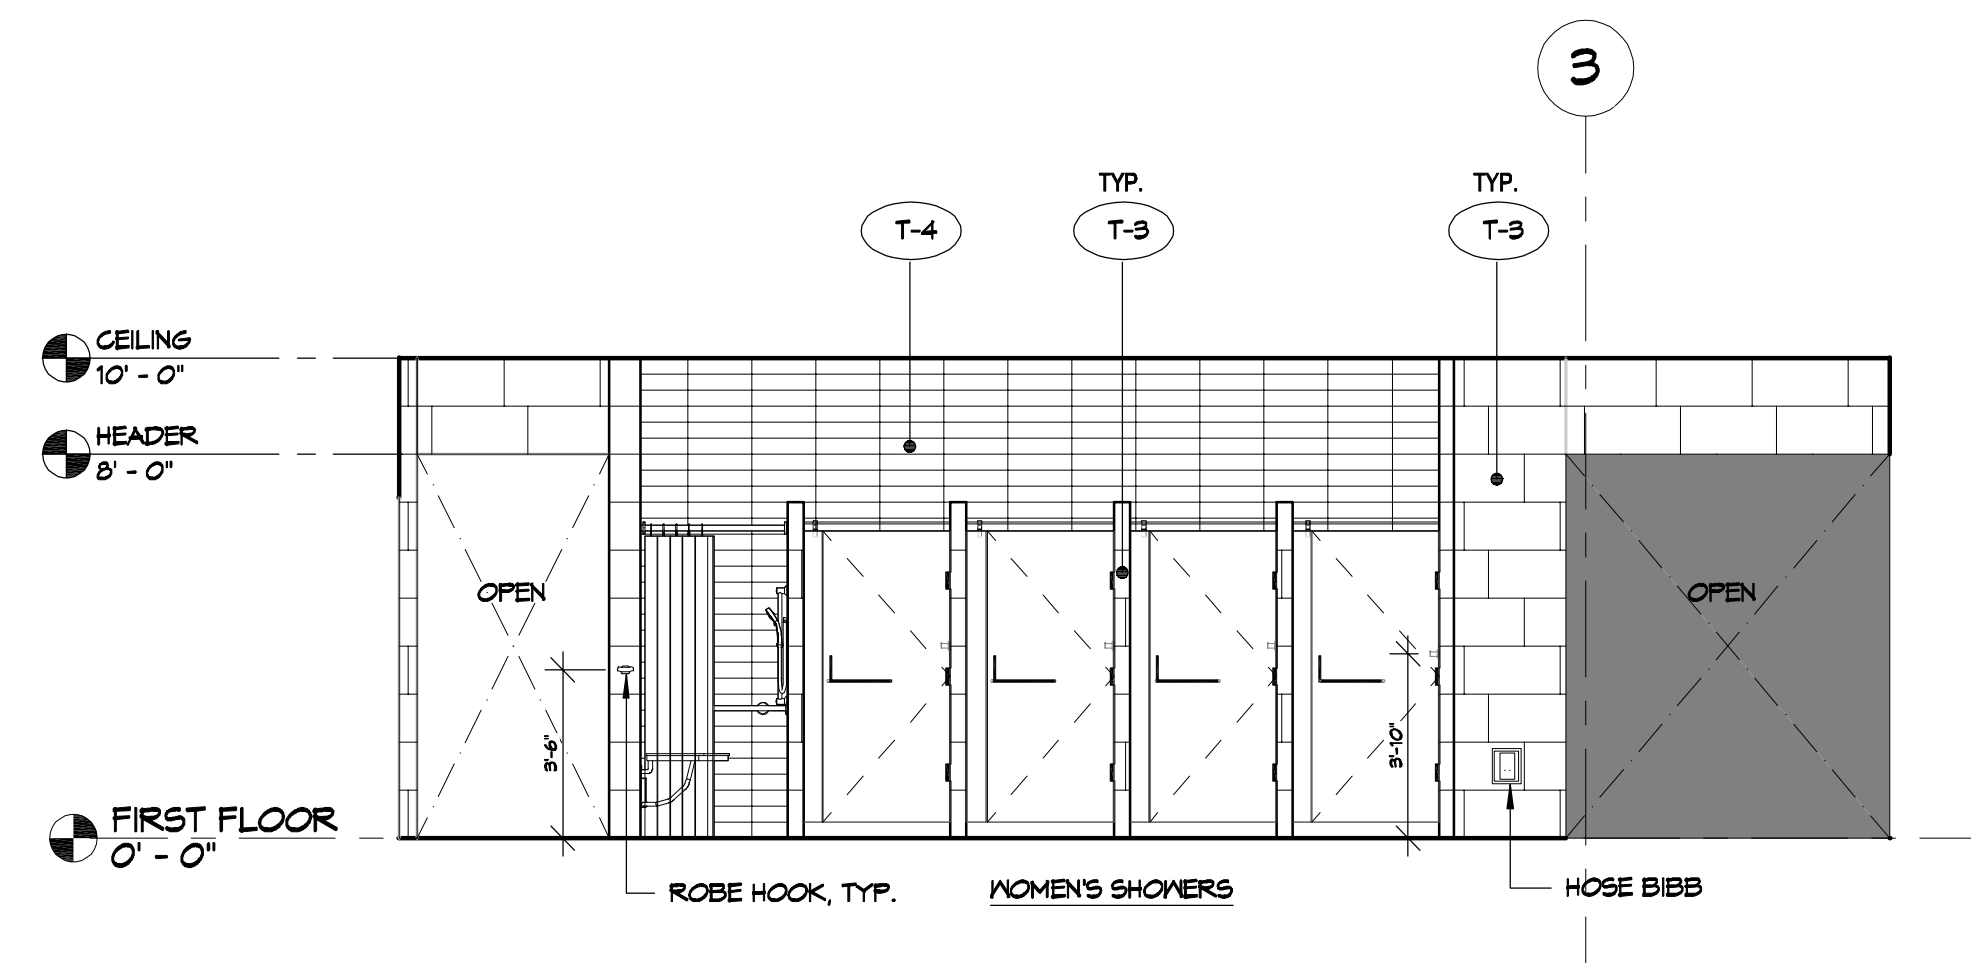 3
TYP.
TYP.
T-4
T-3
T-3
CEILING
10' - 0"
HEADER
8' - 0"
OPEN
OPEN
3'-6"
3'-10"
FIRST FLOOR
0' - 0"
ROBE HOOK, TYP.
WOMEN'S SHOWERS
HOSE BIBB